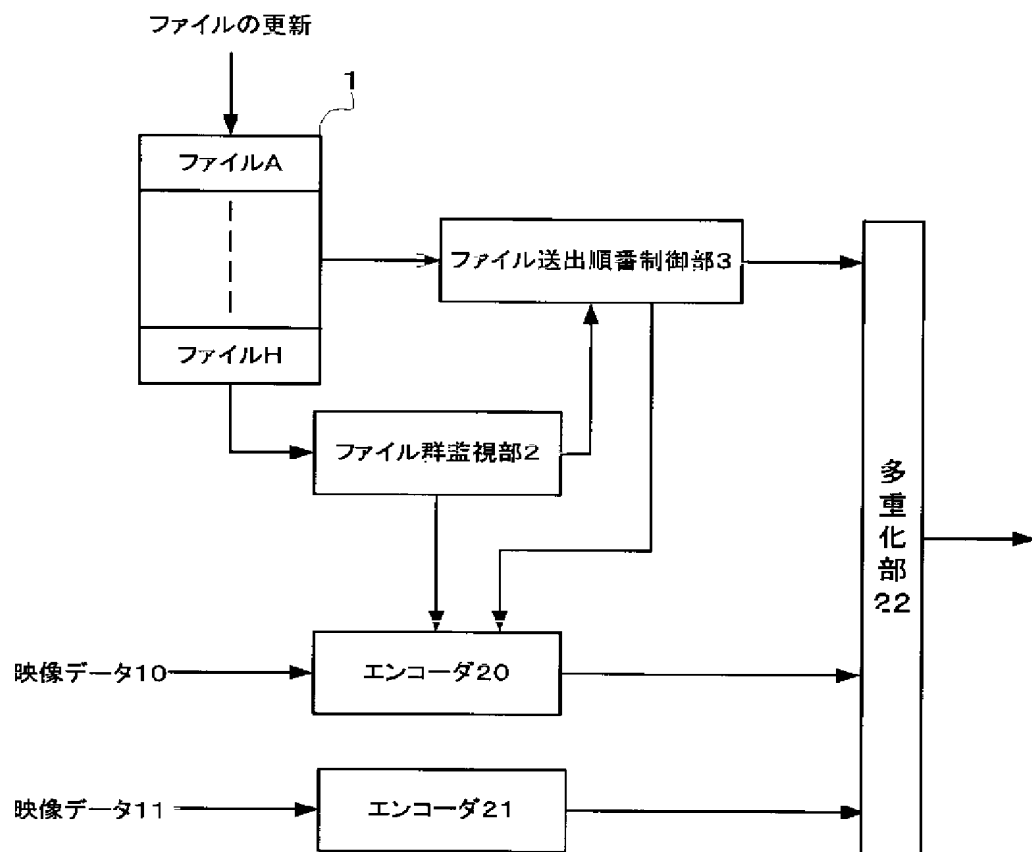 ファイルの更新
1
ファイルA
ファイル送出順番制御部3
ファイルH
ファイル群監視部2
多重化部22
映像データ10
エンコーダ20
映像データ11
エンコーダ21